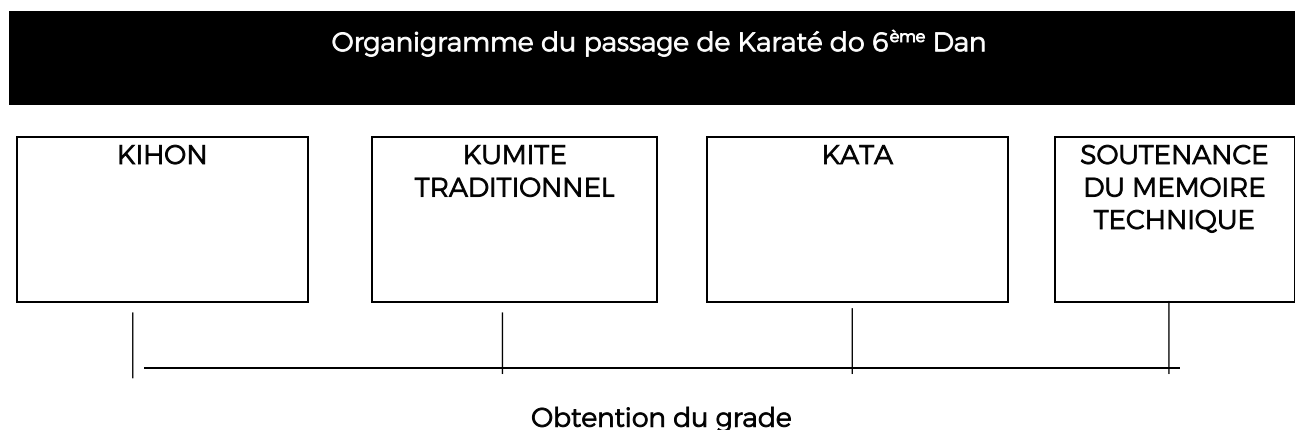 Organigramme du passage de Karaté do 6ème Dan
KIHON
KUMITE
TRADITIONNEL
KATA
SOUTENANCE
DU MEMOIRE
TECHNIQUE
Obtention du grade